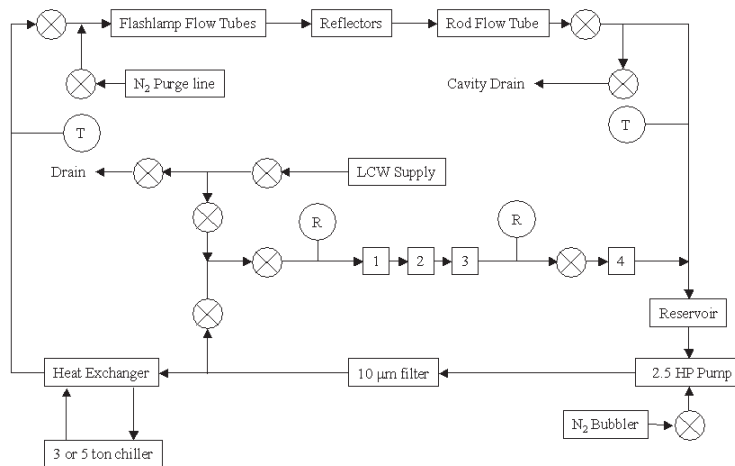 Flashlamp Flow Tubes
Reflectors
Rod Flow Tube
N₂ Purge line
Cavity Drain
T
T
Drain
LCW Supply
R
R
1
2
3
4
Reservoir
Heat Exchanger
10 μm filter
2.5 HP Pump
N₂ Bubbler
3 or 5 ton chiller